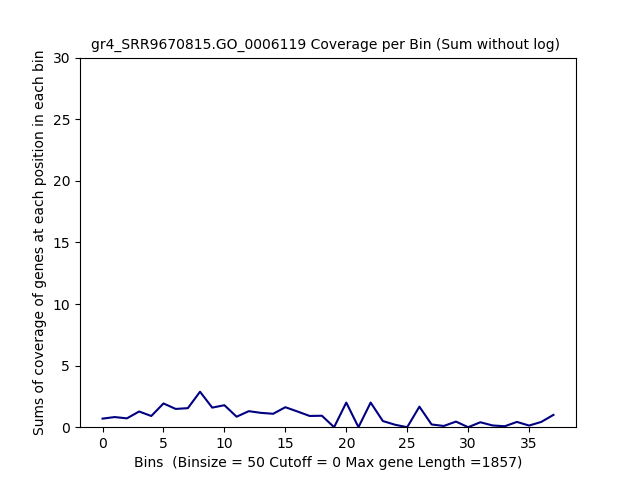 gr4_SRR9670815.GO_0006119 Coverage per Bin (Sum without log)
Sums of coverage of genes at each position in each bin
30
25
20
15
10
5
0
0 5 10 15 20 25 30 35
Bins  (Binsize = 50 Cutoff = 0 Max gene Length =1857)